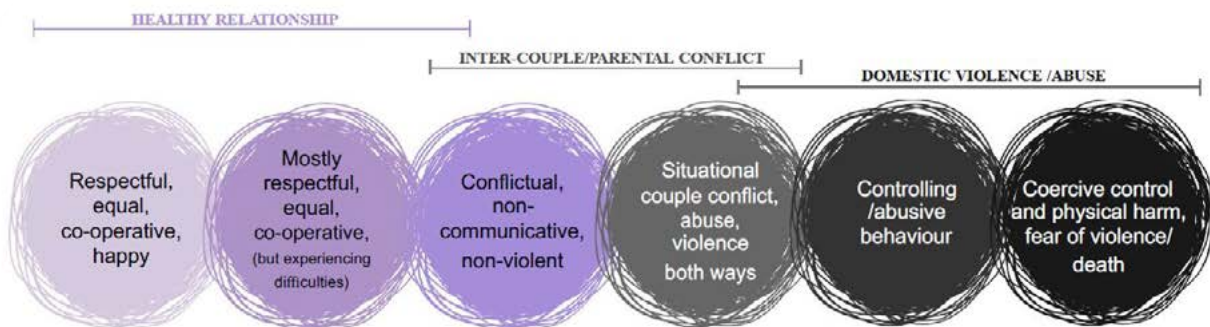 HEALTHY RELATIONSHIP
INTER-COUPLE/PARENTAL CONFLICT
DOMESTIC VIOLENCE /ABUSE
Respectful,
equal,
co-operative,
happy
Mostly
respectful,
equal,
co-operative,
(but experiencing
difficulties)
Conflictual,
non-
communicative,
non-violent
Situational
couple conflict,
abuse,
violence
both ways
Controlling
/abusive
behaviour
Coercive control
and physical harm,
fear of violence/
death